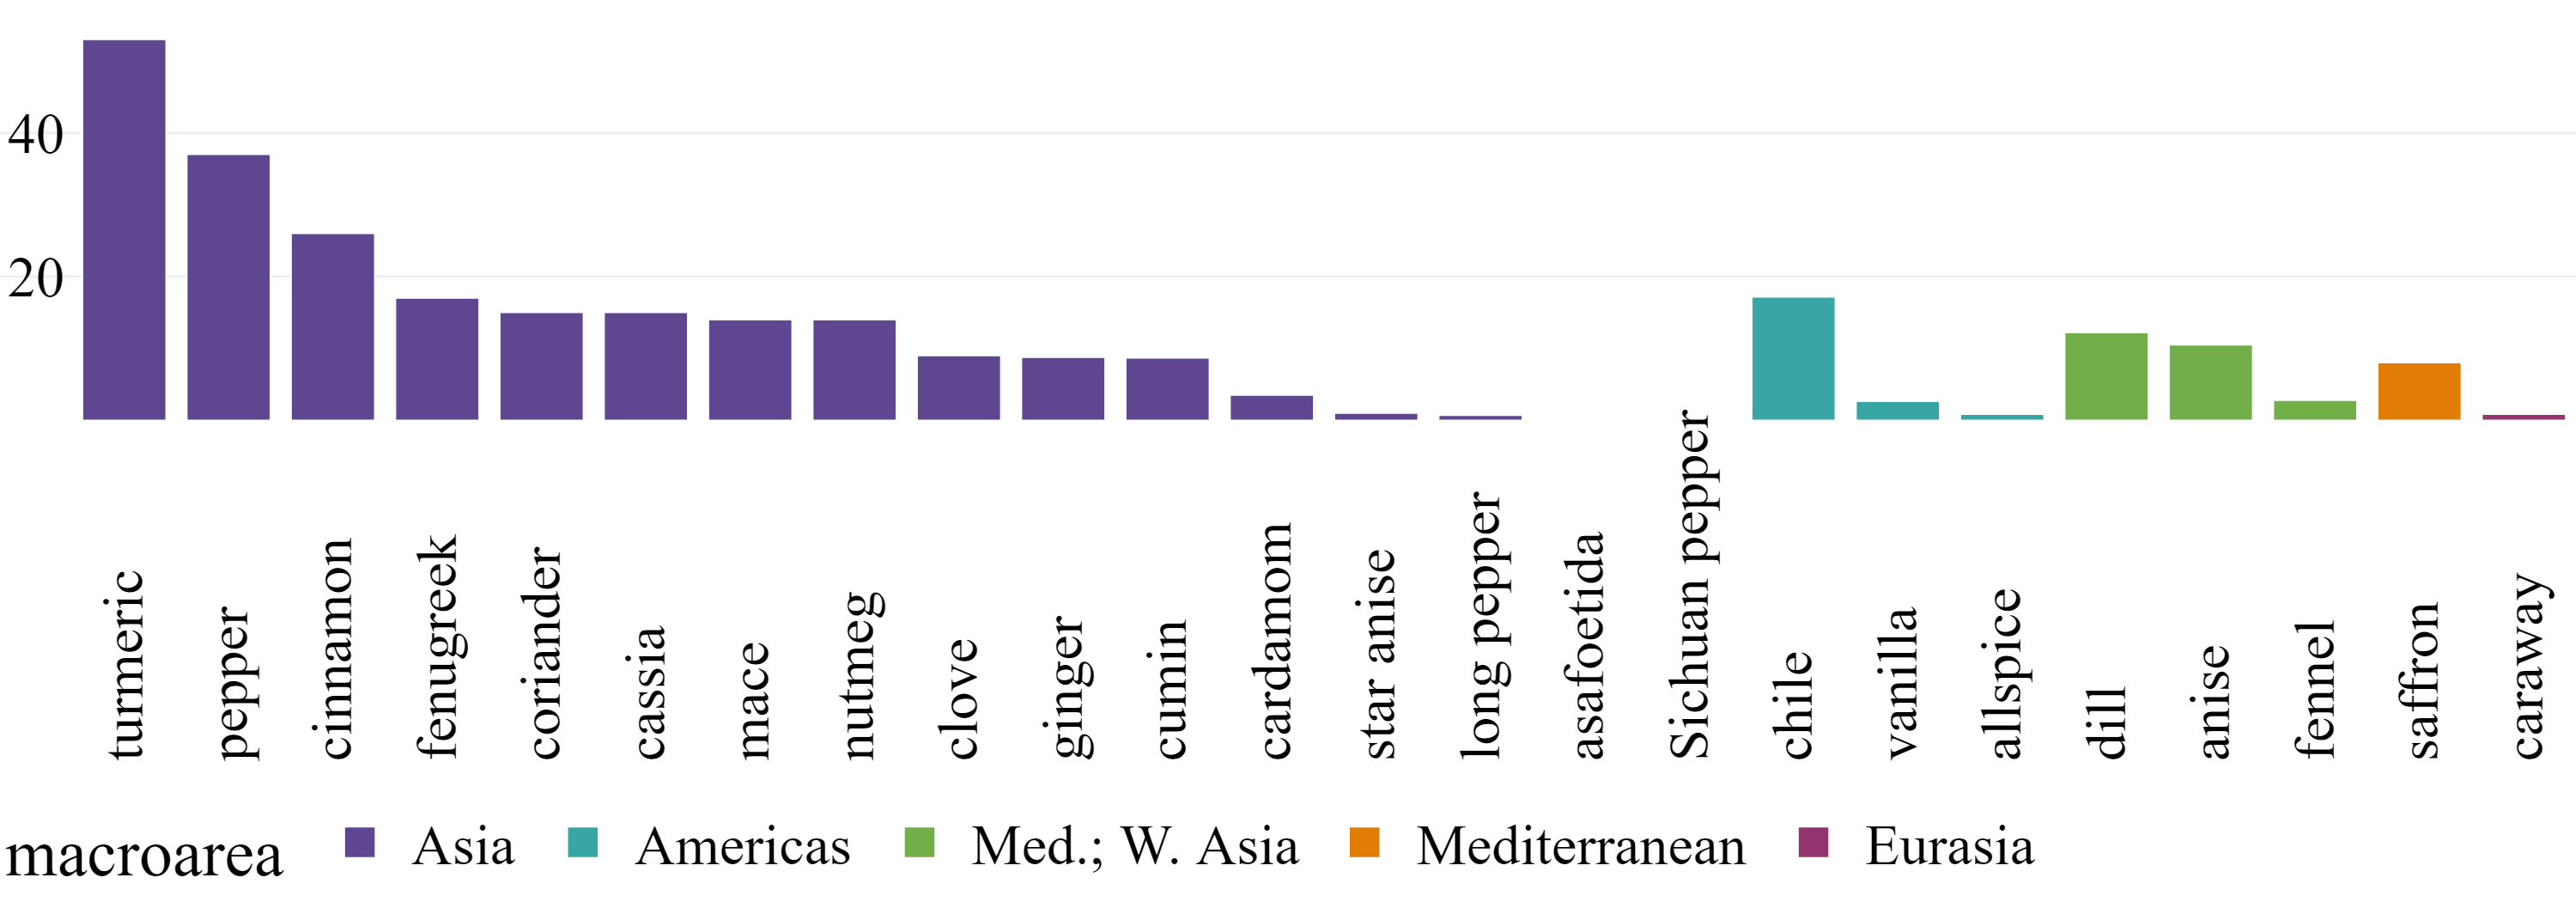 40
20
turmeric
pepper
cinnamon
fenugreek
coriander
cassia
mace
nutmeg
clove
ginger
cumin
cardamom
star anise
long pepper
asafoetida
Sichuan pepper
chile
vanilla
allspice
dill
anise
fennel
saffron
caraway
macroarea Asia Americas Med.; W. Asia Mediterranean Eurasia